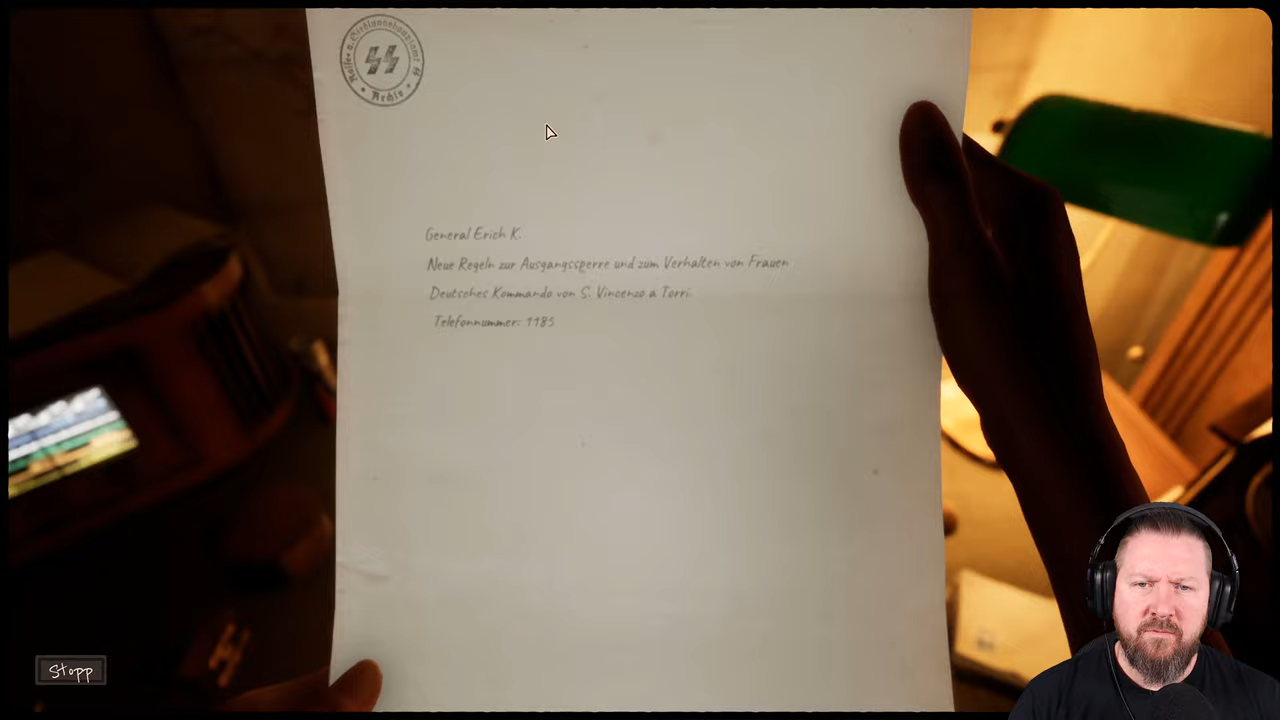 General Erich K.
Neue Regeln zur Ausgangssperre und zum Verhalten von Frauen
Deutsches Kommando von S. Vincenzo a Torri.
Telefonnummer: 1185
Stopp